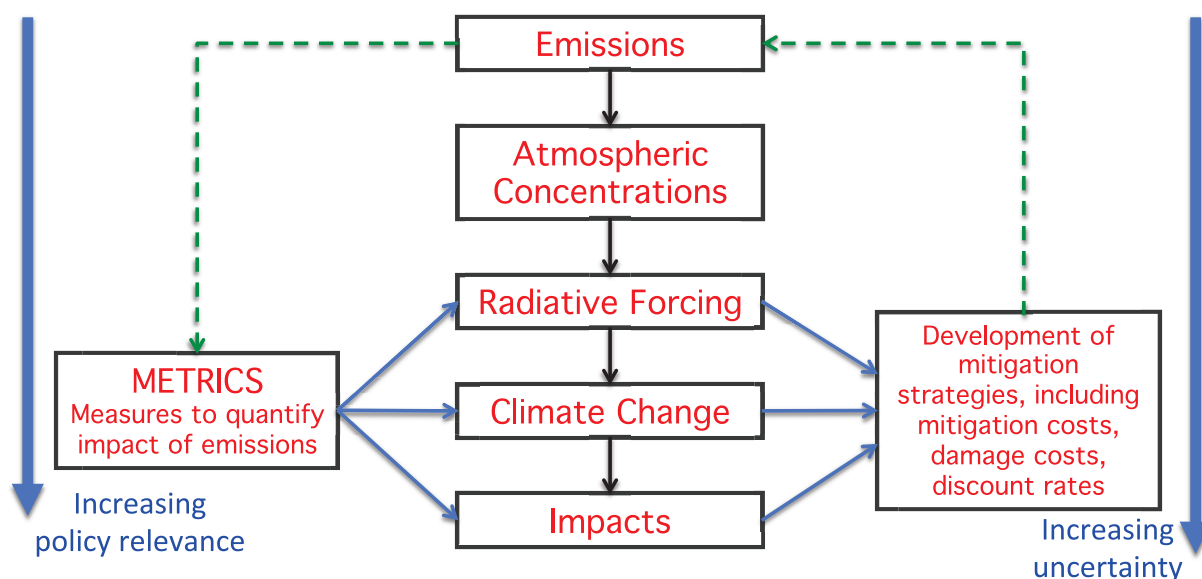 Emissions
Atmospheric
Concentrations
Radiative Forcing
Climate Change
Impacts
METRICS
Measures to quantify
impact of emissions
Development of
mitigation
strategies, including
mitigation costs,
damage costs,
discount rates
Increasing
policy relevance
Increasing
uncertainty